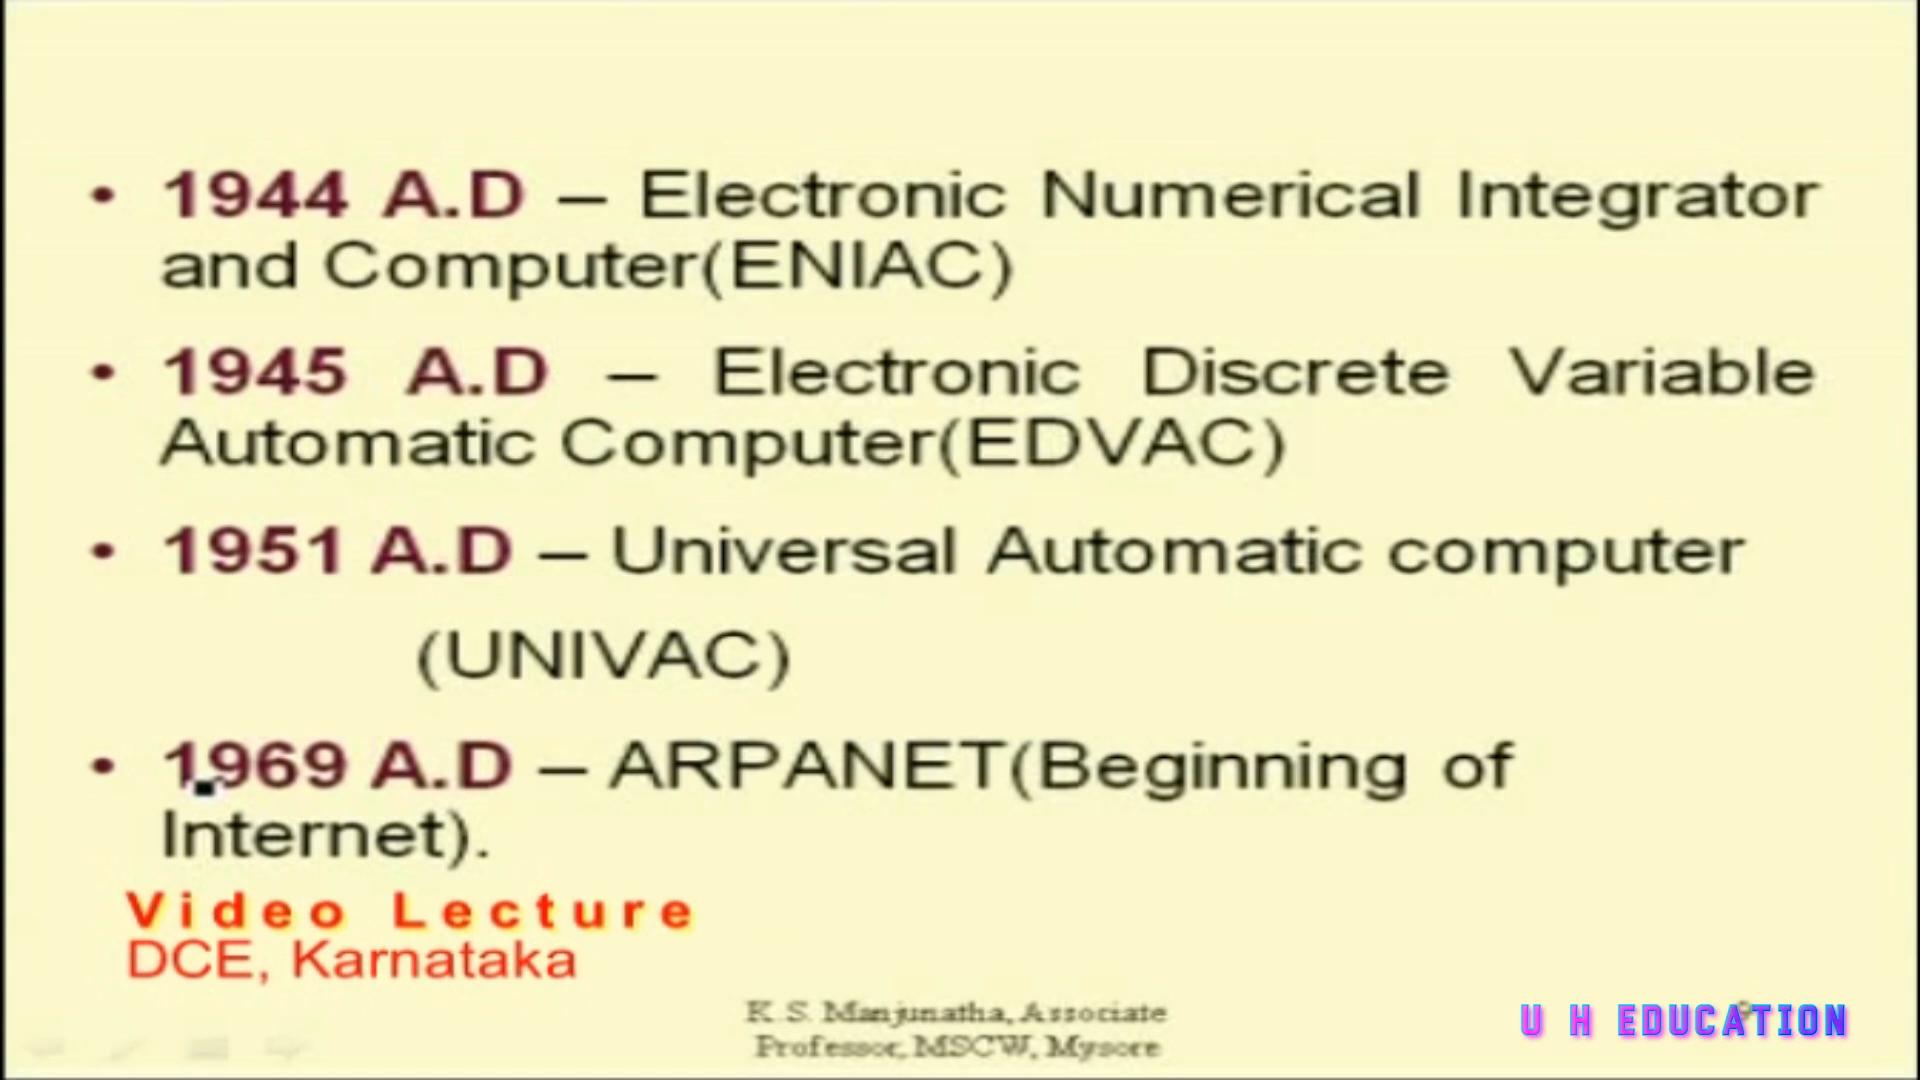 • 1944 A.D – Electronic Numerical Integrator
and Computer(ENIAC)
• 1945 A.D – Electronic Discrete Variable
Automatic Computer(EDVAC)
• 1951 A.D – Universal Automatic computer
(UNIVAC)
• 1969 A.D – ARPANET(Beginning of
Internet).
Video Lecture
DCE, Karnataka
K. S. Manjunatha, Associate
Professor, MSCW, Mysore
U H EDUCATION